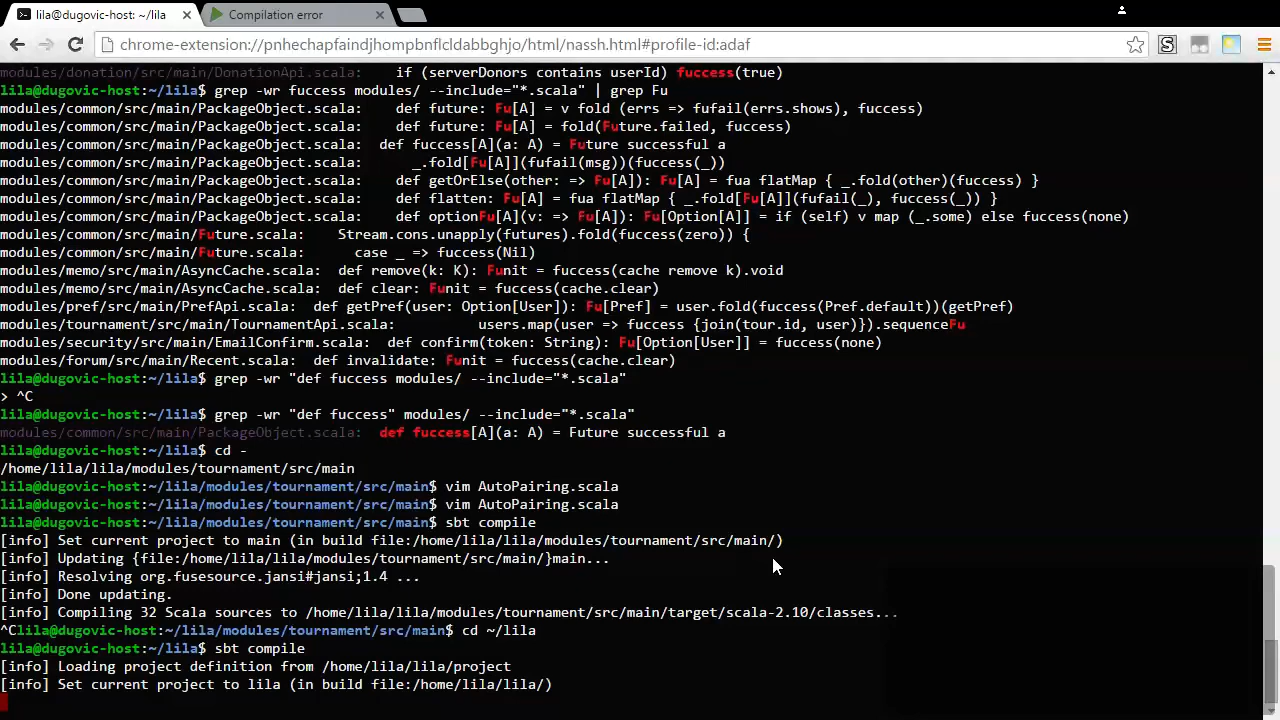 lila@dugovic-host: ~/lila
Compilation error
chrome-extension://pnhechapfaindjhompbnflcldabbghjo/html/nassh.html#profile-id:adaf
modules/donation/src/main/DonationApi.scala:    if (serverDonors contains userId) fuccess(true)
lila@dugovic-host:~/lila$ grep -wr fuccess modules/ --include="*.scala" | grep Fu
modules/common/src/main/PackageObject.scala:    def future: Fu[A] = v fold (errs => fufail(errs.shows), fuccess)
modules/common/src/main/PackageObject.scala:    def future: Fu[A] = fold(Future.failed, fuccess)
modules/common/src/main/PackageObject.scala:  def fuccess[A](a: A) = Future successful a
modules/common/src/main/PackageObject.scala:      _.fold[Fu[A]](fufail(msg))(fuccess(_))
modules/common/src/main/PackageObject.scala:    def getOrElse(other: => Fu[A]): Fu[A] = fua flatMap { _.fold(other)(fuccess) }
modules/common/src/main/PackageObject.scala:    def flatten: Fu[A] = fua flatMap { _.fold[Fu[A]](fufail(_), fuccess(_)) }
modules/common/src/main/PackageObject.scala:    def optionFu[A](v: => Fu[A]): Fu[Option[A]] = if (self) v map (_.some) else fuccess(none)
modules/common/src/main/Future.scala:    Stream.cons.unapply(futures).fold(fuccess(zero)) {
modules/common/src/main/Future.scala:      case _ => fuccess(Nil)
modules/memo/src/main/AsyncCache.scala:  def remove(k: K): Funit = fuccess(cache remove k).void
modules/memo/src/main/AsyncCache.scala:  def clear: Funit = fuccess(cache.clear)
modules/pref/src/main/PrefApi.scala:  def getPref(user: Option[User]): Fu[Pref] = user.fold(fuccess(Pref.default))(getPref)
modules/tournament/src/main/TournamentApi.scala:          users.map(user => fuccess {join(tour.id, user)}).sequenceFu
modules/security/src/main/EmailConfirm.scala:  def confirm(token: String): Fu[Option[User]] = fuccess(none)
modules/forum/src/main/Recent.scala:  def invalidate: Funit = fuccess(cache.clear)
lila@dugovic-host:~/lila$ grep -wr "def fuccess modules/ --include="*.scala"
> ^C
lila@dugovic-host:~/lila$ grep -wr "def fuccess" modules/ --include="*.scala"
modules/common/src/main/PackageObject.scala:  def fuccess[A](a: A) = Future successful a
lila@dugovic-host:~/lila$ cd -
/home/lila/lila/modules/tournament/src/main
lila@dugovic-host:~/lila/modules/tournament/src/main$ vim AutoPairing.scala
lila@dugovic-host:~/lila/modules/tournament/src/main$ vim AutoPairing.scala
lila@dugovic-host:~/lila/modules/tournament/src/main$ sbt compile
[info] Set current project to main (in build file:/home/lila/lila/modules/tournament/src/main/)
[info] Updating {file:/home/lila/lila/modules/tournament/src/main/}main...
[info] Resolving org.fusesource.jansi#jansi;1.4 ...
[info] Done updating.
[info] Compiling 32 Scala sources to /home/lila/lila/modules/tournament/src/main/target/scala-2.10/classes...
^Clila@dugovic-host:~/lila/modules/tournament/src/main$ cd ~/lila
lila@dugovic-host:~/lila$ sbt compile
[info] Loading project definition from /home/lila/lila/project
[info] Set current project to lila (in build file:/home/lila/lila/)